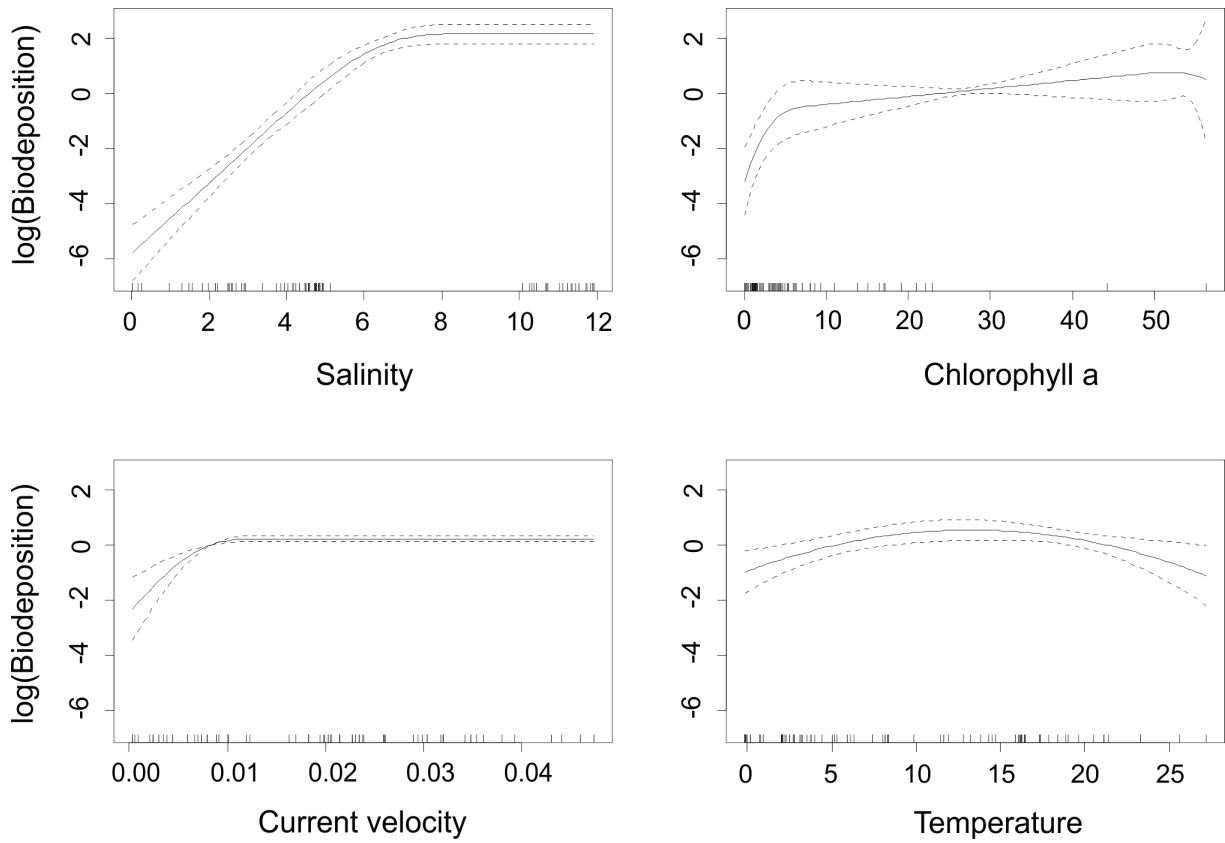 log(Biodeposition)
2
0
-2
-4
-6
0 2 4 6 8 10 12
Salinity
2
0
-2
-4
-6
0 10 20 30 40 50
Chlorophyll a
log(Biodeposition)
2
0
-2
-4
-6
0.00 0.01 0.02 0.03 0.04
Current velocity
2
0
-2
-4
-6
0 5 10 15 20 25
Temperature